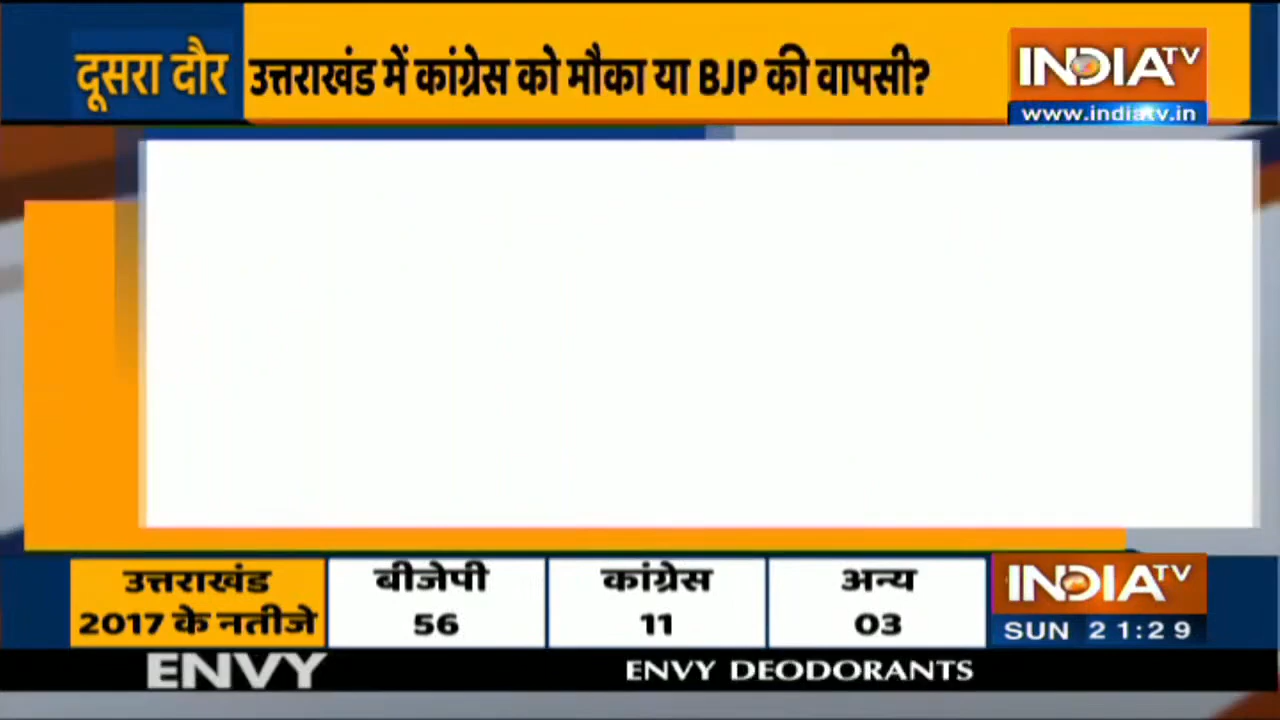 दूसरा दौर
उत्तराखंड में कांग्रेस को मौका या BJP की वापसी?
INDIA TV
www.indiatv.in
उत्तराखंड
2017 के नतीजे
बीजेपी
56
कांग्रेस
11
अन्य
03
INDIA TV
SUN 21:29
ENVY
ENVY DEODORANTS